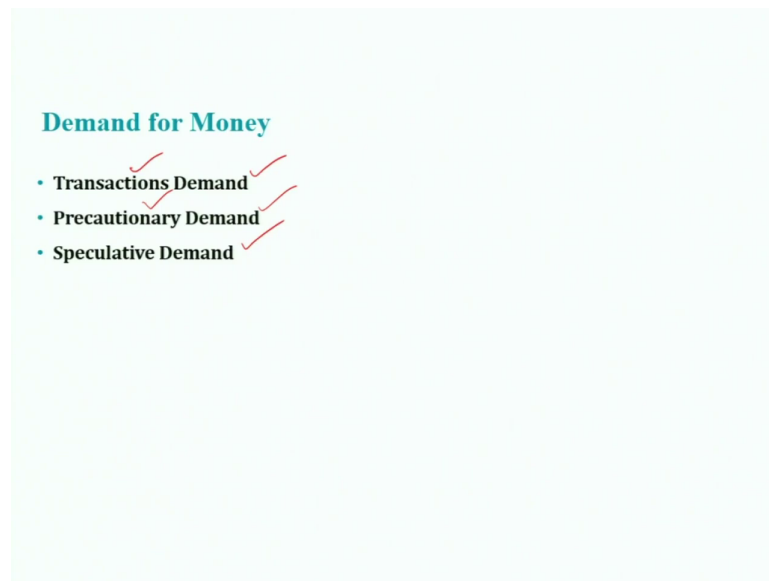 Demand for Money
• Transactions Demand
• Precautionary Demand
• Speculative Demand